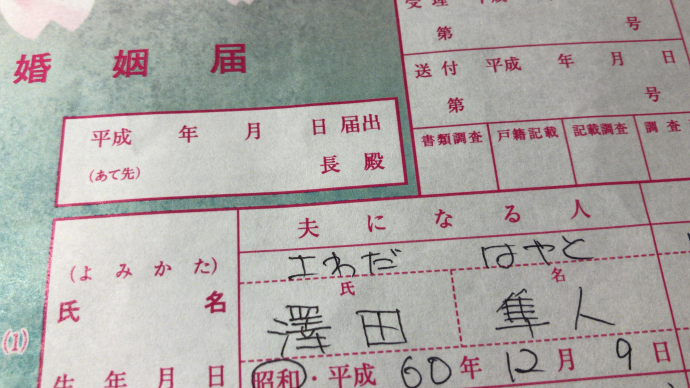 婚姻届
受理 平成
第 号
送付 平成 年 月 日
第 号
書類調査 戸籍記載 記載調査 調査
平成 年 月 日 届出
(あて先) 長 殿
夫になる人
(よみかた) さわだ はやと
氏 名
氏名 澤田 隼人
(1)
生年月日 昭和・平成 60年 12月 9日